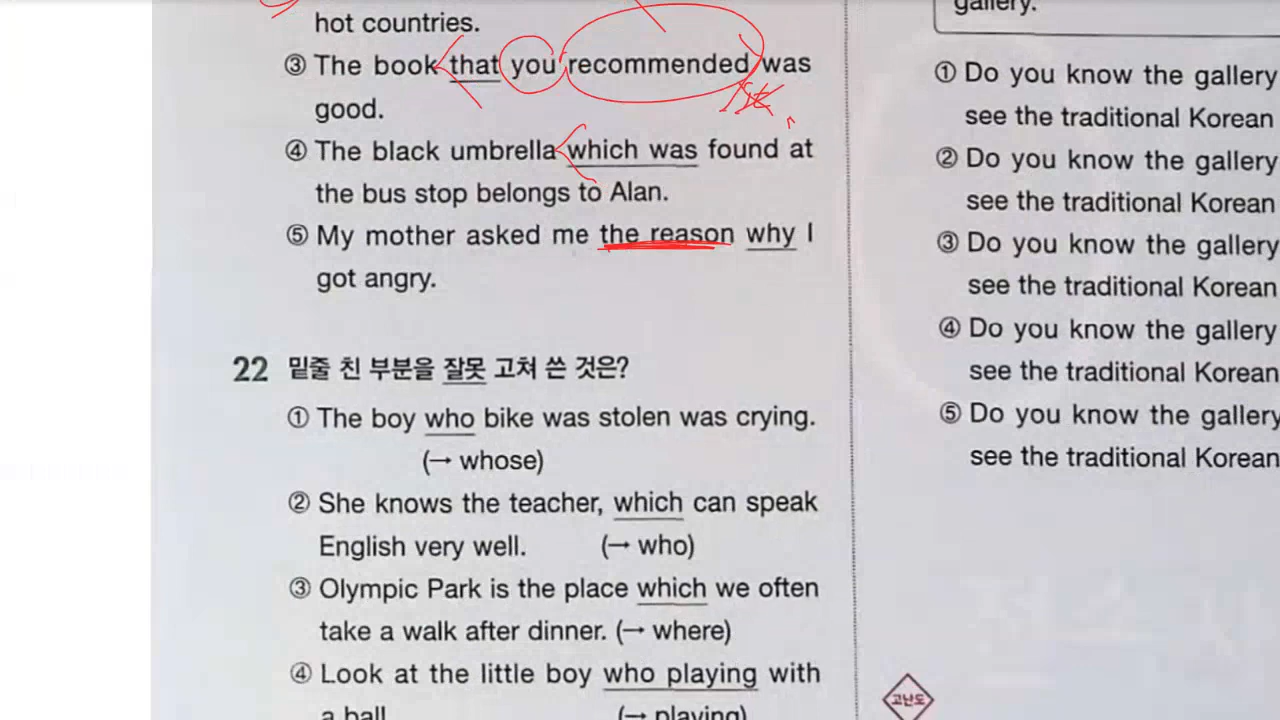 hot countries.
③ The book that you recommended was
good.
④ The black umbrella which was found at
the bus stop belongs to Alan.
⑤ My mother asked me the reason why I
got angry.
22 밑줄 친 부분을 잘못 고쳐 쓴 것은?
① The boy who bike was stolen was crying.
(→ whose)
② She knows the teacher, which can speak
English very well. (→ who)
③ Olympic Park is the place which we often
take a walk after dinner. (→ where)
④ Look at the little boy who playing with
a ball. (→ playing)
gallery.
① Do you know the gallery
see the traditional Korean
② Do you know the gallery
see the traditional Korean
③ Do you know the gallery
see the traditional Korean
④ Do you know the gallery
see the traditional Korean
⑤ Do you know the gallery
see the traditional Korean
고난도